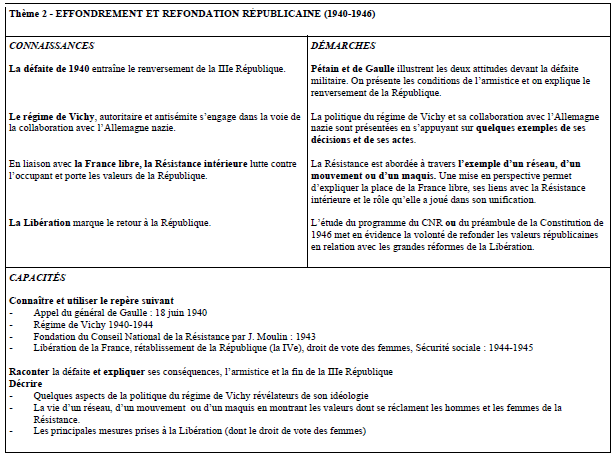 Thème 2 - EFFONDREMENT ET REFONDATION RÉPUBLICAINE (1940-1946)
CONNAISSANCES
La défaite de 1940 entraîne le renversement de la IIIe République.
Le régime de Vichy, autoritaire et antisémite s'engage dans la voie de
la collaboration avec l'Allemagne nazie.
En liaison avec la France libre, la Résistance intérieure lutte contre
l'occupant et porte les valeurs de la République.
La Libération marque le retour à la République.
DÉMARCHES
Pétain et de Gaulle illustrent les deux attitudes devant la défaite
militaire. On présente les conditions de l'armistice et on explique le
renversement de la République.
La politique du régime de Vichy et sa collaboration avec l'Allemagne
nazie sont présentées en s'appuyant sur quelques exemples de ses
décisions et de ses actes.
La Résistance est abordée à travers l'exemple d'un réseau, d'un
mouvement ou d'un maquis. Une mise en perspective permet
d'expliquer la place de la France libre, ses liens avec la Résistance
intérieure et le rôle qu'elle a joué dans son unification.
L'étude du programme du CNR ou du préambule de la Constitution de
1946 met en évidence la volonté de refonder les valeurs républicaines
en relation avec les grandes réformes de la Libération.
CAPACITÉS
Connaître et utiliser le repère suivant
- Appel du général de Gaulle : 18 juin 1940
- Régime de Vichy 1940-1944
- Fondation du Conseil National de la Résistance par J. Moulin : 1943
- Libération de la France, rétablissement de la République (la IVe), droit de vote des femmes, Sécurité sociale : 1944-1945
Raconter la défaite et expliquer ses conséquences, l'armistice et la fin de la IIIe République
Décrire
- Quelques aspects de la politique du régime de Vichy révélateurs de son idéologie
- La vie d'un réseau, d'un mouvement ou d'un maquis en montrant les valeurs dont se réclament les hommes et les femmes de la
Résistance.
- Les principales mesures prises à la Libération (dont le droit de vote des femmes)